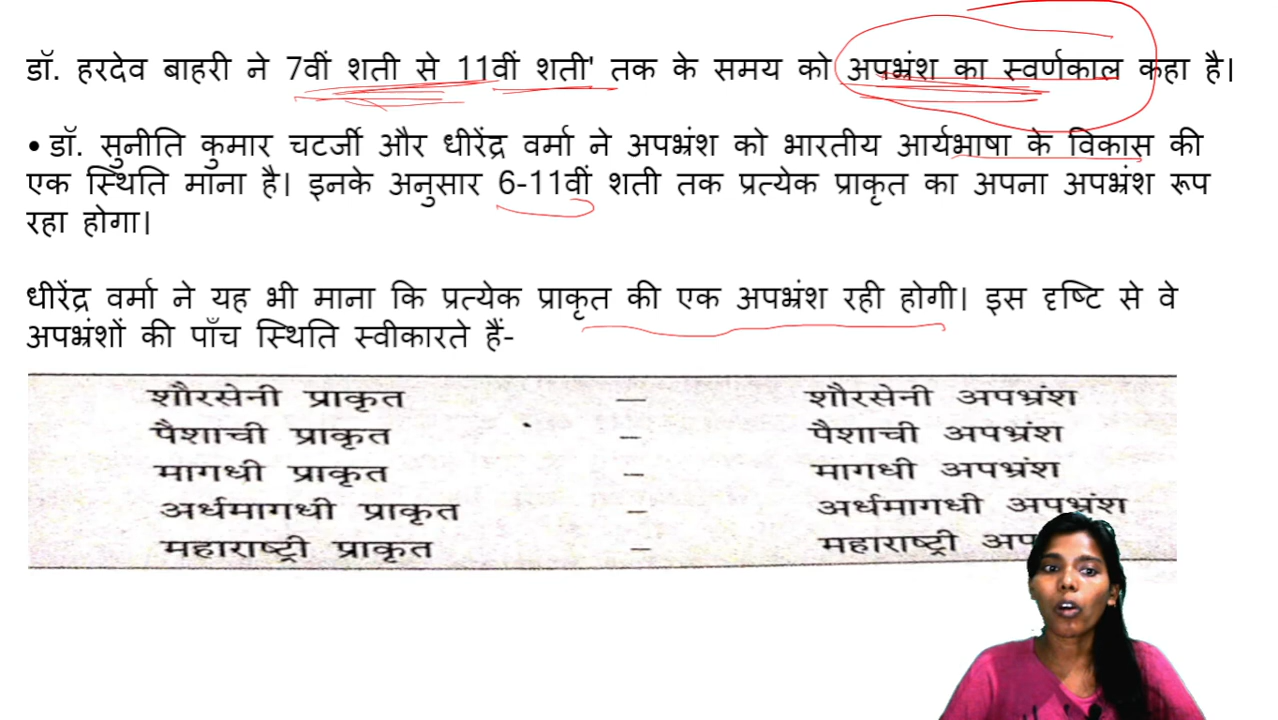 डॉ. हरदेव बाहरी ने 7वीं शती से 11वीं शती' तक के समय को अपभ्रंश का स्वर्णकाल कहा है।
• डॉ. सुनीति कुमार चटर्जी और धीरेंद्र वर्मा ने अपभ्रंश को भारतीय आर्यभाषा के विकास की
एक स्थिति माना है। इनके अनुसार 6-11वीं शती तक प्रत्येक प्राकृत का अपना अपभ्रंश रूप
रहा होगा।
धीरेंद्र वर्मा ने यह भी माना कि प्रत्येक प्राकृत की एक अपभ्रंश रही होगी। इस दृष्टि से वे
अपभ्रंशों की पाँच स्थिति स्वीकारते हैं-
शौरसेनी प्राकृत – शौरसेनी अपभ्रंश
पैशाची प्राकृत – पैशाची अपभ्रंश
मागधी प्राकृत – मागधी अपभ्रंश
अर्धमागधी प्राकृत – अर्धमागधी अपभ्रंश
महाराष्ट्री प्राकृत – महाराष्ट्री